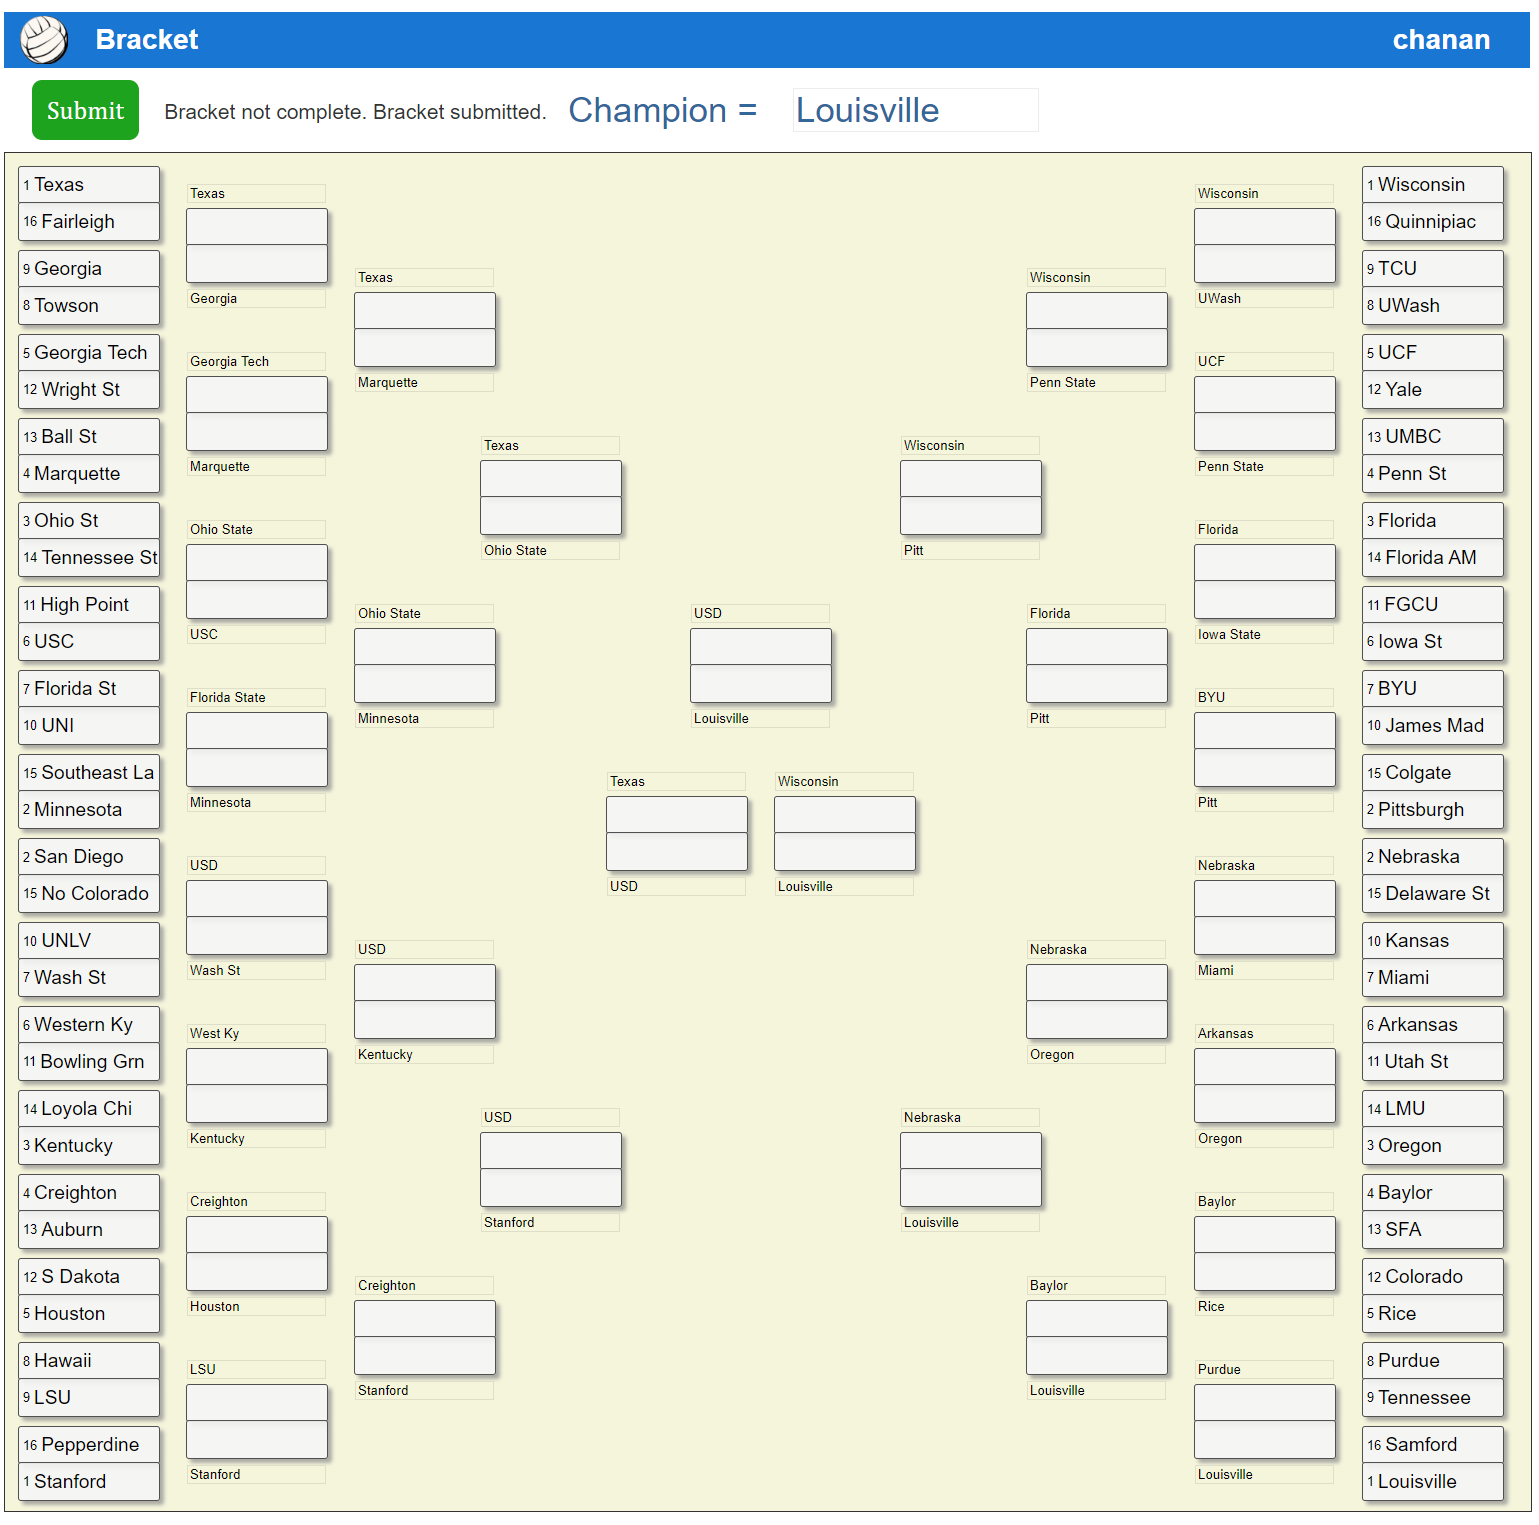 Bracket
chanan
Submit
Bracket not complete. Bracket submitted.
Champion =
Louisville
1 Texas
16 Fairleigh
9 Georgia
8 Towson
5 Georgia Tech
12 Wright St
13 Ball St
4 Marquette
3 Ohio St
14 Tennessee St
11 High Point
6 USC
7 Florida St
10 UNI
15 Southeast La
2 Minnesota
2 San Diego
15 No Colorado
10 UNLV
7 Wash St
6 Western Ky
11 Bowling Grn
14 Loyola Chi
3 Kentucky
4 Creighton
13 Auburn
12 S Dakota
5 Houston
8 Hawaii
9 LSU
16 Pepperdine
1 Stanford
Texas
Georgia
Georgia Tech
Marquette
Ohio State
USC
Florida State
Minnesota
USD
Wash St
West Ky
Kentucky
Creighton
Houston
LSU
Stanford
Texas
Marquette
Ohio State
Minnesota
USD
Kentucky
Creighton
Stanford
Texas
Ohio State
USD
Stanford
Texas
USD
USD
Louisville
Wisconsin
Louisville
Wisconsin
Pitt
Nebraska
Louisville
Wisconsin
Penn State
Florida
Pitt
Nebraska
Oregon
Baylor
Louisville
Wisconsin
UWash
UCF
Penn State
Florida
Iowa State
BYU
Pitt
Nebraska
Miami
Arkansas
Oregon
Baylor
Rice
Purdue
Louisville
1 Wisconsin
16 Quinnipiac
9 TCU
8 UWash
5 UCF
12 Yale
13 UMBC
4 Penn St
3 Florida
14 Florida AM
11 FGCU
6 Iowa St
7 BYU
10 James Mad
15 Colgate
2 Pittsburgh
2 Nebraska
15 Delaware St
10 Kansas
7 Miami
6 Arkansas
11 Utah St
14 LMU
3 Oregon
4 Baylor
13 SFA
12 Colorado
5 Rice
8 Purdue
9 Tennessee
16 Samford
1 Louisville